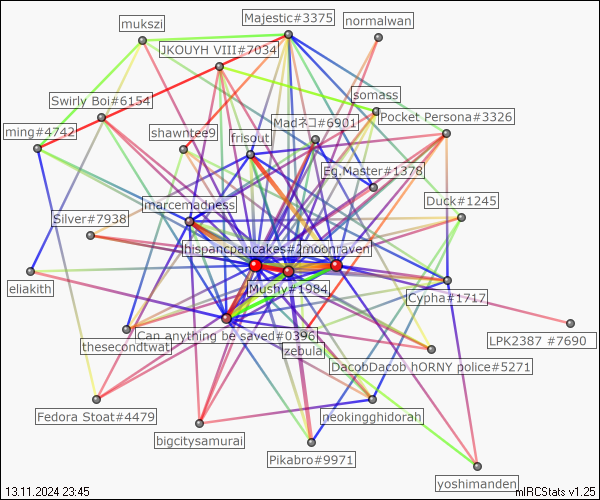 Majestic#3375
normalwan
mukszi
JKOUYH VIII#7034
somass
Swirly Boi#6154
Pocket Persona#3326
Madネコ#6901
ming#4742
shawntee9
frisout
Eq.Master#1378
Duck#1245
marcemadness
Silver#7938
hispancpancakes#2
moonraven
Mushy#1984
eliakith
Cypha#1717
Can anything be saved#0396
LPK2387 #7690
thesecondtwat
zebula
DacobDacob hORNY police#5271
Fedora Stoat#4479
neokingghidorah
bigcitysamurai
Pikabro#9971
yoshimanden
13.11.2024 23:45
mIRCStats v1.25